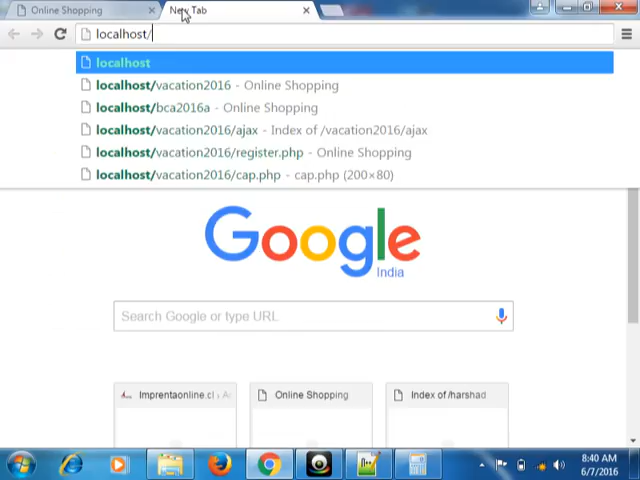 Online Shopping
New Tab
localhost/
localhost
localhost/vacation2016 - Online Shopping
localhost/bca2016a - Online Shopping
localhost/vacation2016/ajax - Index of /vacation2016/ajax
localhost/vacation2016/register.php - Online Shopping
localhost/vacation2016/cap.php - cap.php (200×80)
Google
India
Search Google or type URL
Imprentaonline.cl
Online Shopping
Index of /harshad
8:40 AM
6/7/2016